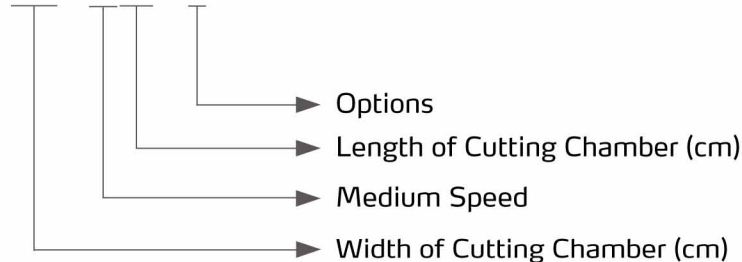 Options
Length of Cutting Chamber (cm)
Medium Speed
Width of Cutting Chamber (cm)